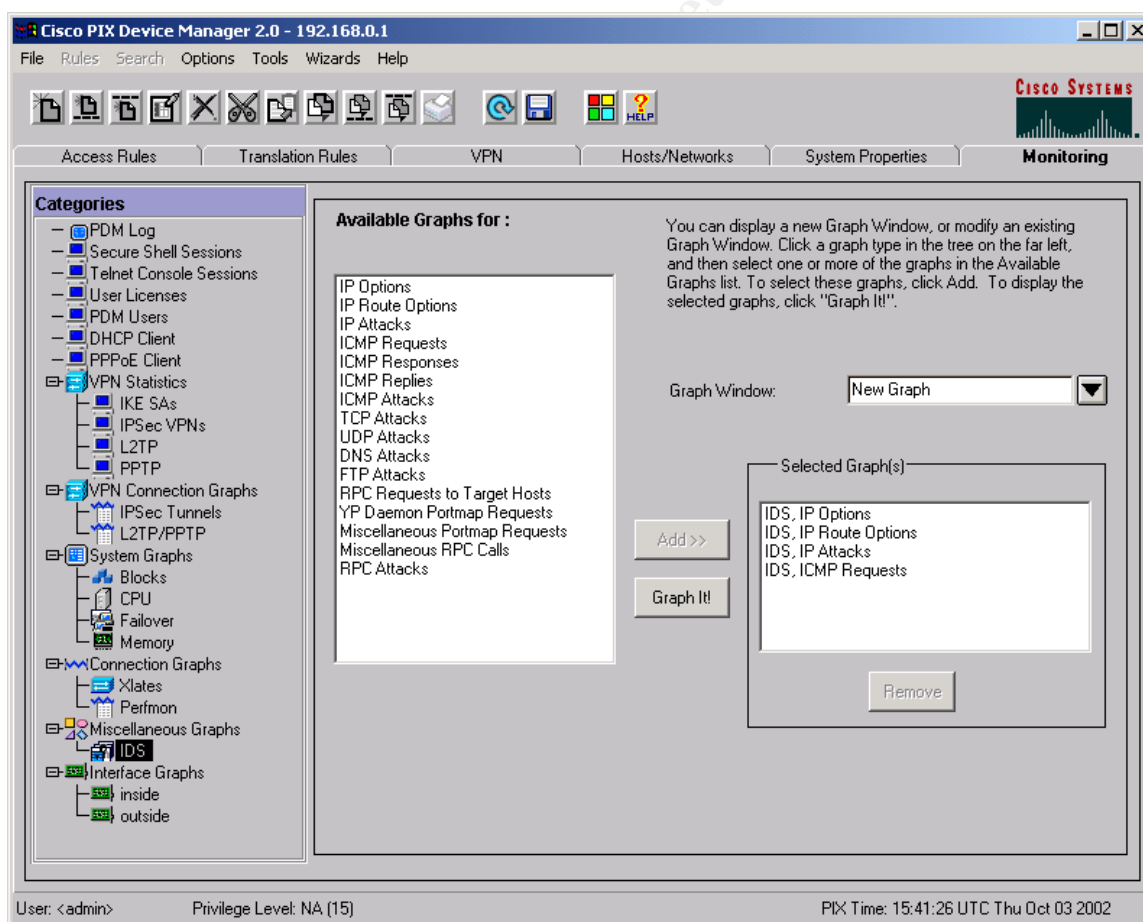 Cisco PIX Device Manager 2.0 - 192.168.0.1
File Rules Search Options Tools Wizards Help
HELP
CISCO SYSTEMS
Access Rules
Translation Rules
VPN
Hosts/Networks
System Properties
Monitoring
Categories
PDM Log
Secure Shell Sessions
Telnet Console Sessions
User Licenses
PDM Users
DHCP Client
PPPoE Client
VPN Statistics
IKE SAs
IPSec VPNs
L2TP
PPTP
VPN Connection Graphs
IPSec Tunnels
L2TP/PPTP
System Graphs
Blocks
CPU
Failover
Memory
Connection Graphs
Xlates
Perfmon
Miscellaneous Graphs
IDS
Interface Graphs
inside
outside
Available Graphs for :
IP Options
IP Route Options
IP Attacks
ICMP Requests
ICMP Responses
ICMP Replies
ICMP Attacks
TCP Attacks
UDP Attacks
DNS Attacks
FTP Attacks
RPC Requests to Target Hosts
YP Daemon Portmap Requests
Miscellaneous Portmap Requests
Miscellaneous RPC Calls
RPC Attacks
You can display a new Graph Window, or modify an existing
Graph Window. Click a graph type in the tree on the far left,
and then select one or more of the graphs in the Available
Graphs list. To select these graphs, click Add. To display the
selected graphs, click "Graph It!".
Graph Window:
New Graph
Add >>
Graph It!
Selected Graph(s)
IDS, IP Options
IDS, IP Route Options
IDS, IP Attacks
IDS, ICMP Requests
Remove
User: <admin>
Privilege Level: NA (15)
PIX Time: 15:41:26 UTC Thu Oct 03 2002